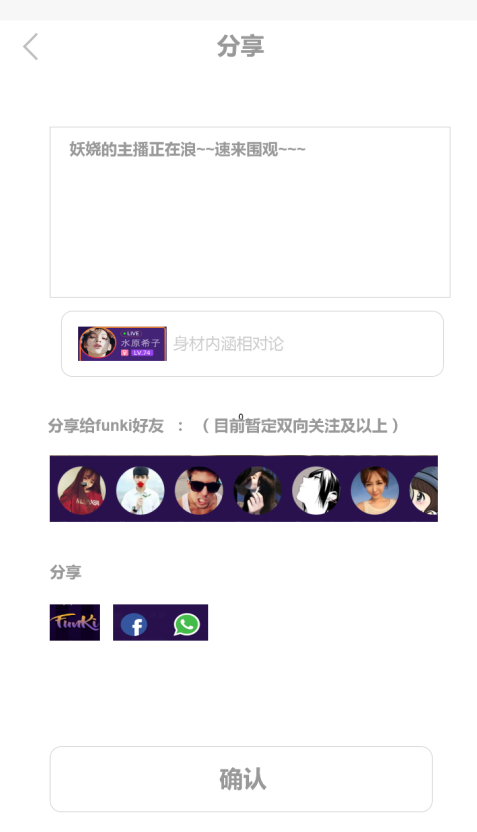 分享
妖娆的主播正在浪~~速来围观~~~
LIVE
水原希子
LV.74
身材内涵相对论
分享给funki好友 : ( 目前暂定双向关注及以上 )
0
分享
FunKi
确认